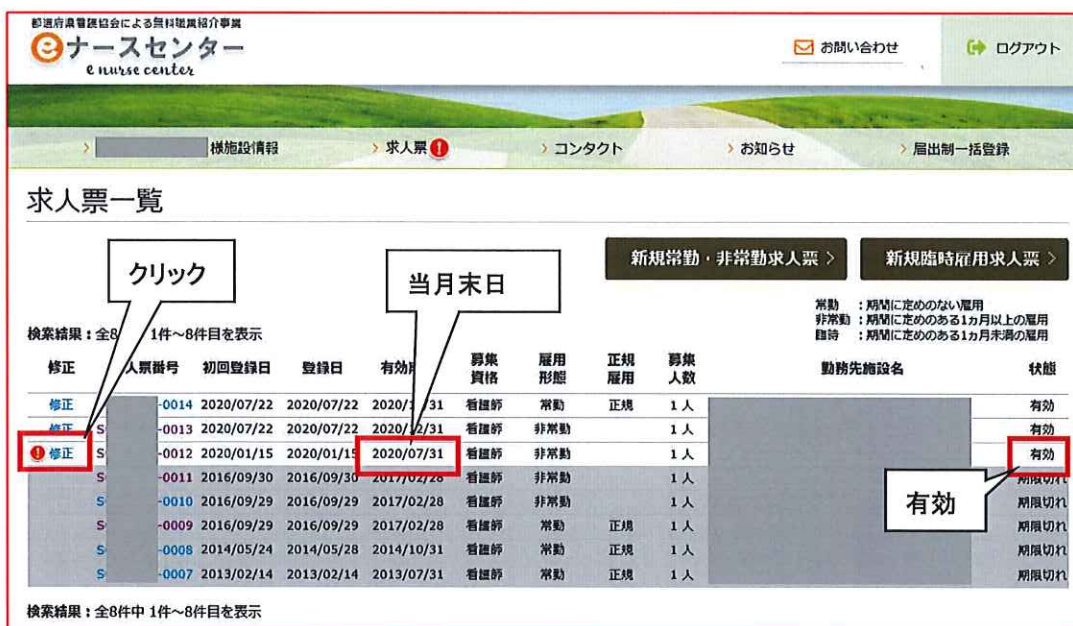 都道府県看護協会による無料職業紹介事業
eナースセンター
e nurse center
お問い合わせ
ログアウト
様施設情報
求人票
コンタクト
お知らせ
届出制一括登録
求人票一覧
クリック
当月末日
新規常勤・非常勤求人票
新規臨時雇用求人票
常勤 :期間に定めのない雇用
非常勤:期間に定めのある1ヵ月以上の雇用
臨時 :期間に定めのある1ヵ月未満の雇用
検索結果:全8 1件～8件目を表示
修正 人票番号 初回登録日 登録日 有効 募集資格 雇用形態 正規雇用 募集人数 勤務先施設名 状態
修正 -0014 2020/07/22 2020/07/22 2020/ /31 看護師 常勤 正規 1人 有効
修正 S -0013 2020/07/22 2020/07/22 2020/12/31 看護師 非常勤 1人 有効
修正 S -0012 2020/01/15 2020/01/15 2020/07/31 看護師 非常勤 1人 有効
S -0011 2016/09/30 2016/09/30 2017/02/28 看護師 非常勤 1人 期限切れ
S -0010 2016/09/29 2016/09/29 2017/02/28 看護師 非常勤 1人 期限切れ
S -0009 2016/09/29 2016/09/29 2017/02/28 看護師 常勤 正規 1人 期限切れ
S -0008 2014/05/24 2014/05/28 2014/10/31 看護師 常勤 正規 1人 期限切れ
S -0007 2013/02/14 2013/02/14 2013/07/31 看護師 常勤 正規 1人 期限切れ
有効
検索結果:全8件中 1件～8件目を表示